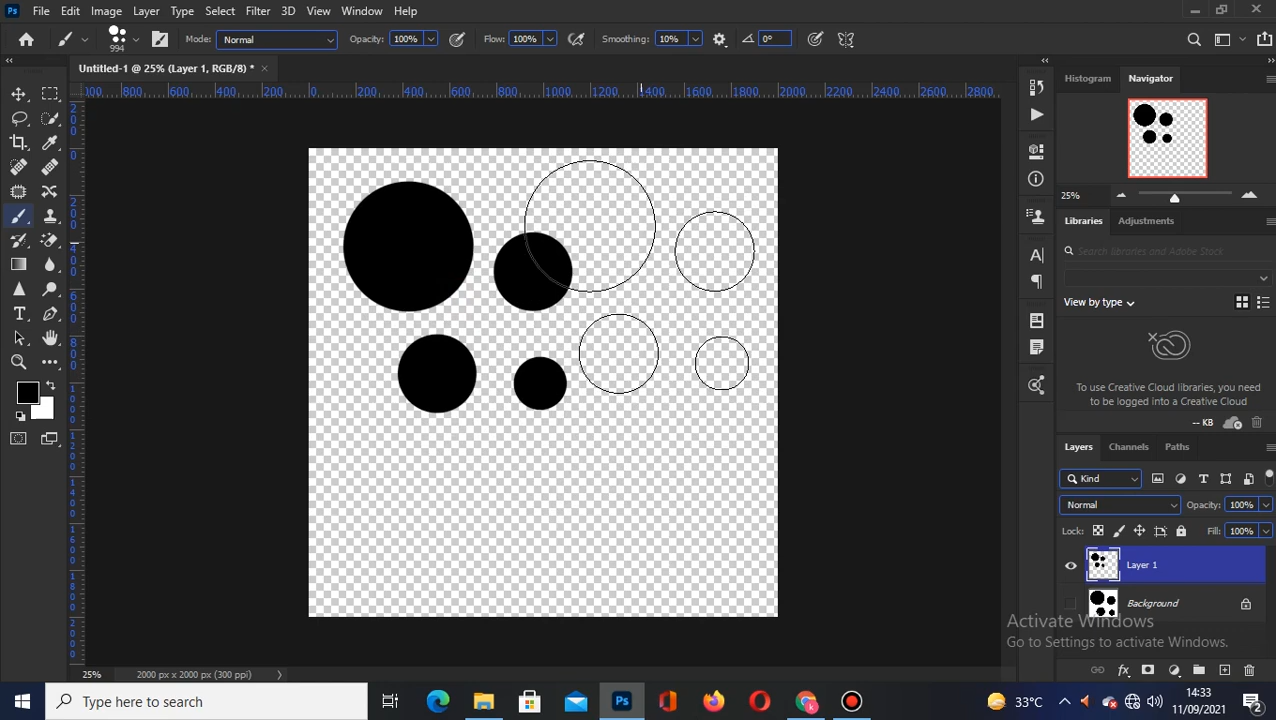 Ps File Edit Image Layer Type Select Filter 3D View Window Help
994 Mode: Normal Opacity: 100% Flow: 100% Smoothing: 10% 0°
Untitled-1 @ 25% (Layer 1, RGB/8) *
800 600 400 200 0 200 400 600 800 1000 1200 1400 1600 1800 2000 2200 2400 2600 2800
Histogram Navigator
25%
Libraries Adjustments
Search libraries and Adobe Stock
View by type
To use Creative Cloud libraries, you need
to be logged into a Creative Cloud
-- KB
Layers Channels Paths
Kind
Normal Opacity: 100%
Lock: Fill: 100%
Layer 1
Background
Activate Windows
Go to Settings to activate Windows.
25% 2000 px x 2000 px (300 ppi)
Type here to search
Ps
33°C
14:33
11/09/2021
2